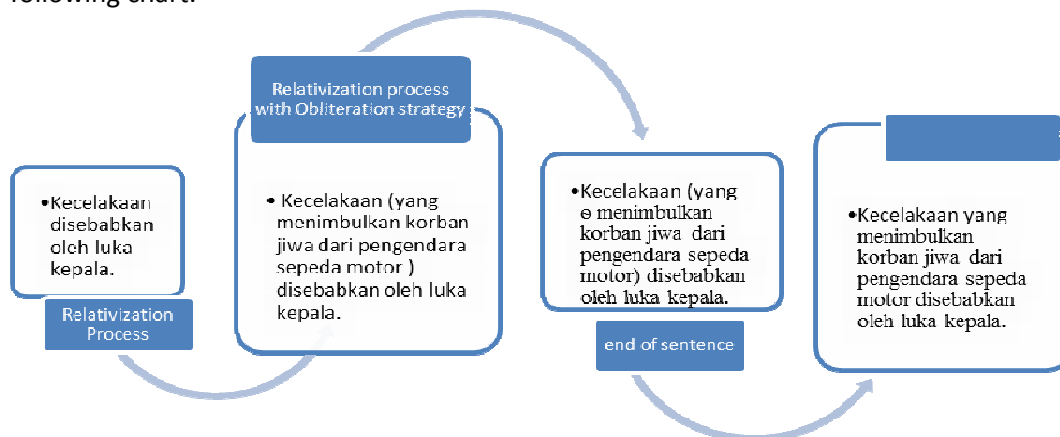 following chart:
Relativization process
with Obliteration strategy
•Kecelakaan
disebabkan
oleh luka
kepala.
Relativization
Process
• Kecelakaan (yang
menimbulkan korban
jiwa dari pengendara
sepeda motor )
disebabkan oleh luka
kepala.
•Kecelakaan (yang
ө menimbulkan
korban jiwa dari
pengendara sepeda
motor) disebabkan
oleh luka kepala.
end of sentence
•Kecelakaan yang
menimbulkan
korban jiwa dari
pengendara sepeda
motor disebabkan
oleh luka kepala.